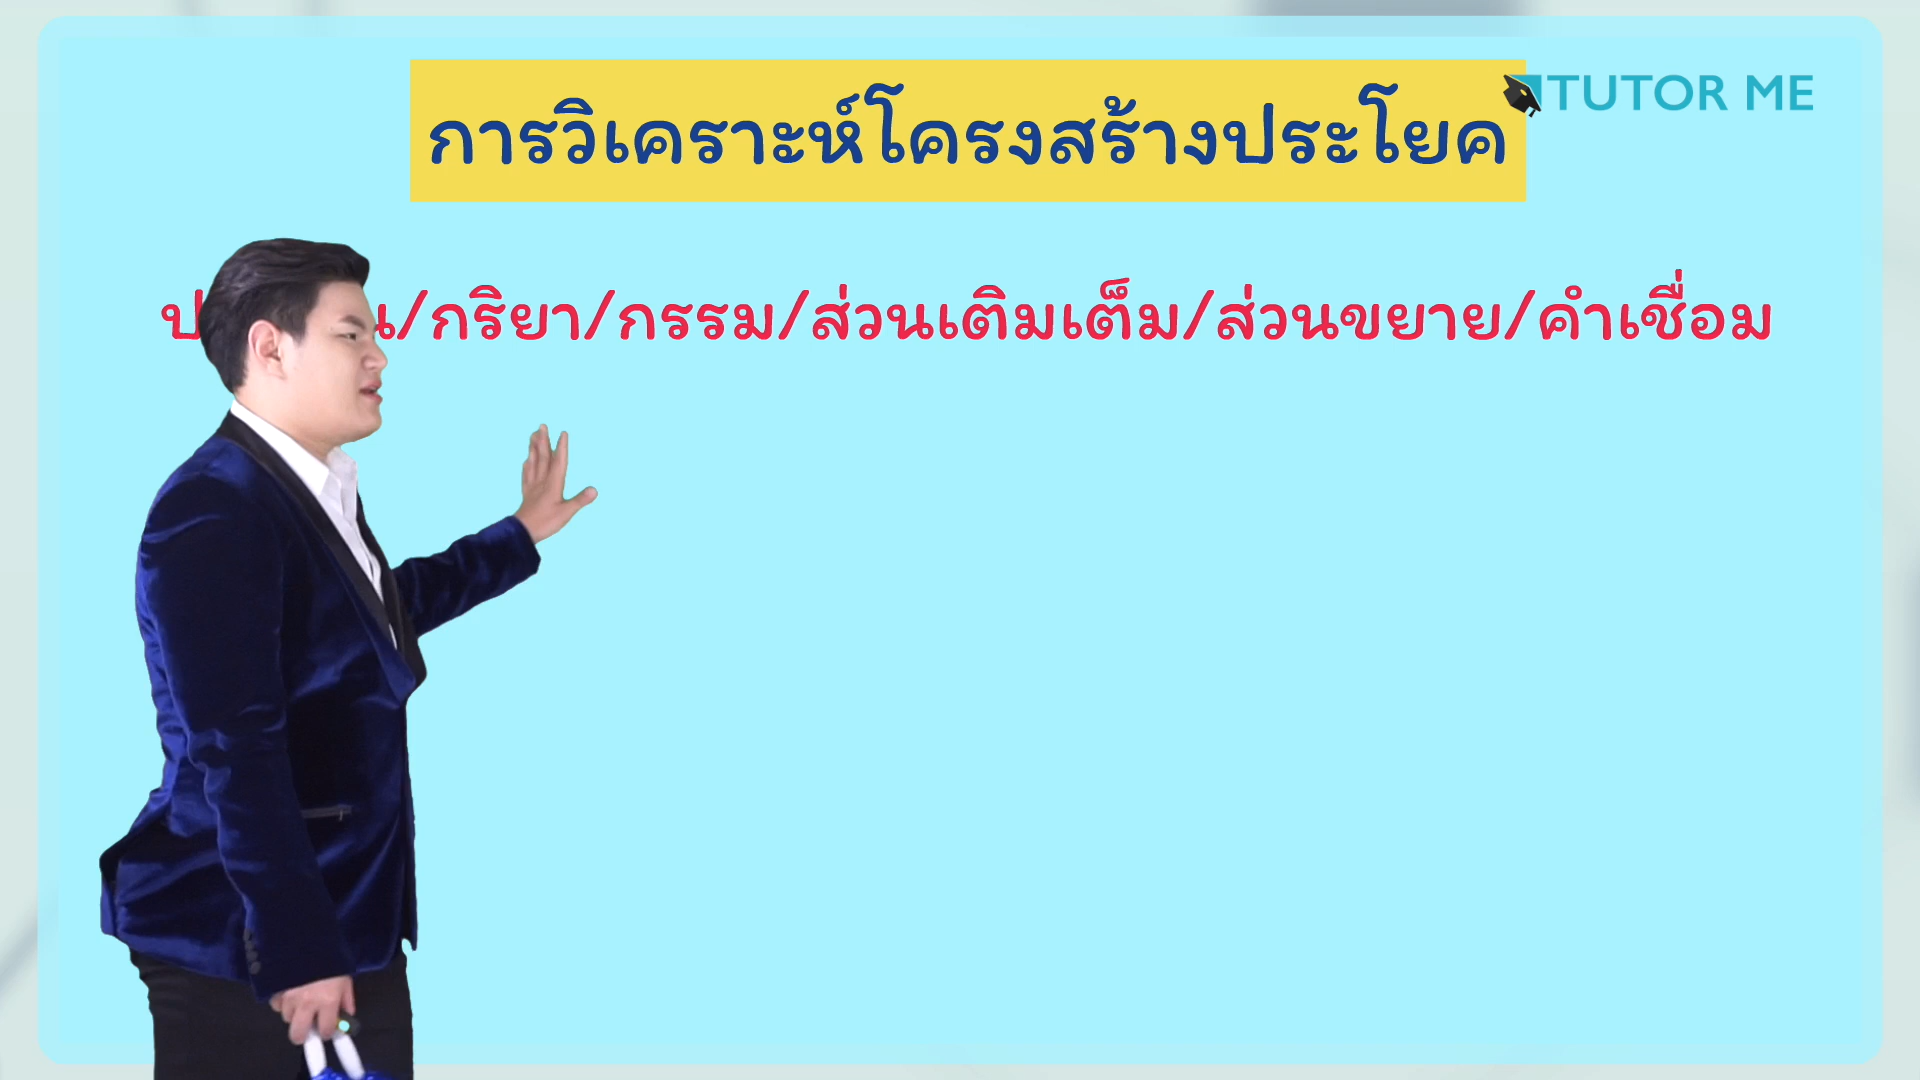 TUTOR ME
การวิเคราะห์โครงสร้างประโยค
/กริยา/กรรม/ส่วนเติมเต็ม/ส่วนขยาย/คำเชื่อม